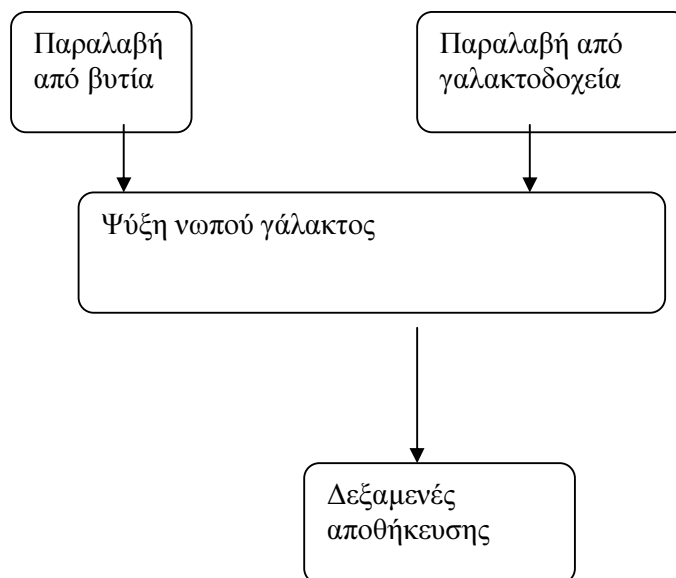 Παραλαβή
από βυτία
Παραλαβή από
γαλακτοδοχεία
Ψύξη νωπού γάλακτος
Δεξαμενές
αποθήκευσης